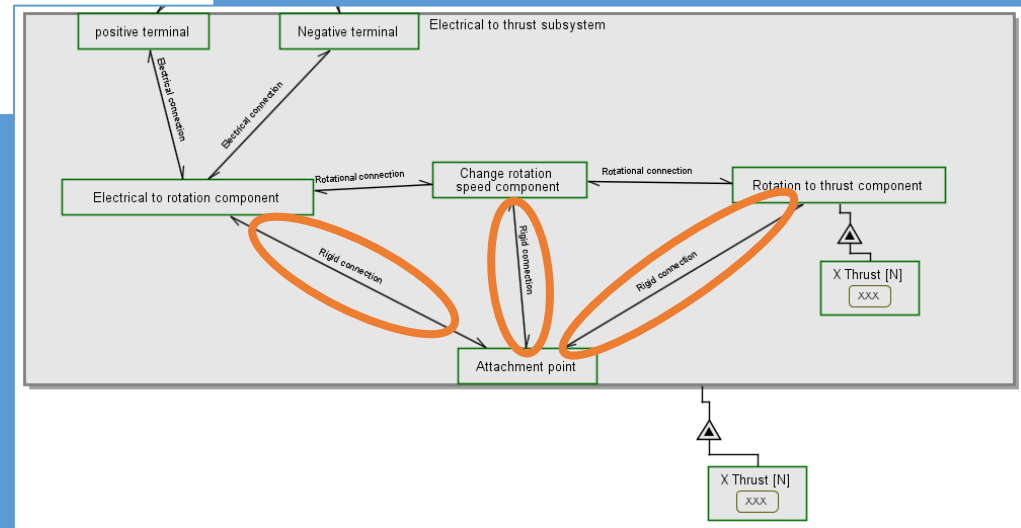 Electrical to thrust subsystem
positive terminal
Negative terminal
Electrical connection
Electrical connection
Electrical to rotation component
Rotational connection
Change rotation
speed component
Rotational connection
Rotation to thrust component
Rigid connection
Rigid connection
Rigid connection
X Thrust [N]
XXX
Attachment point
X Thrust [N]
XXX